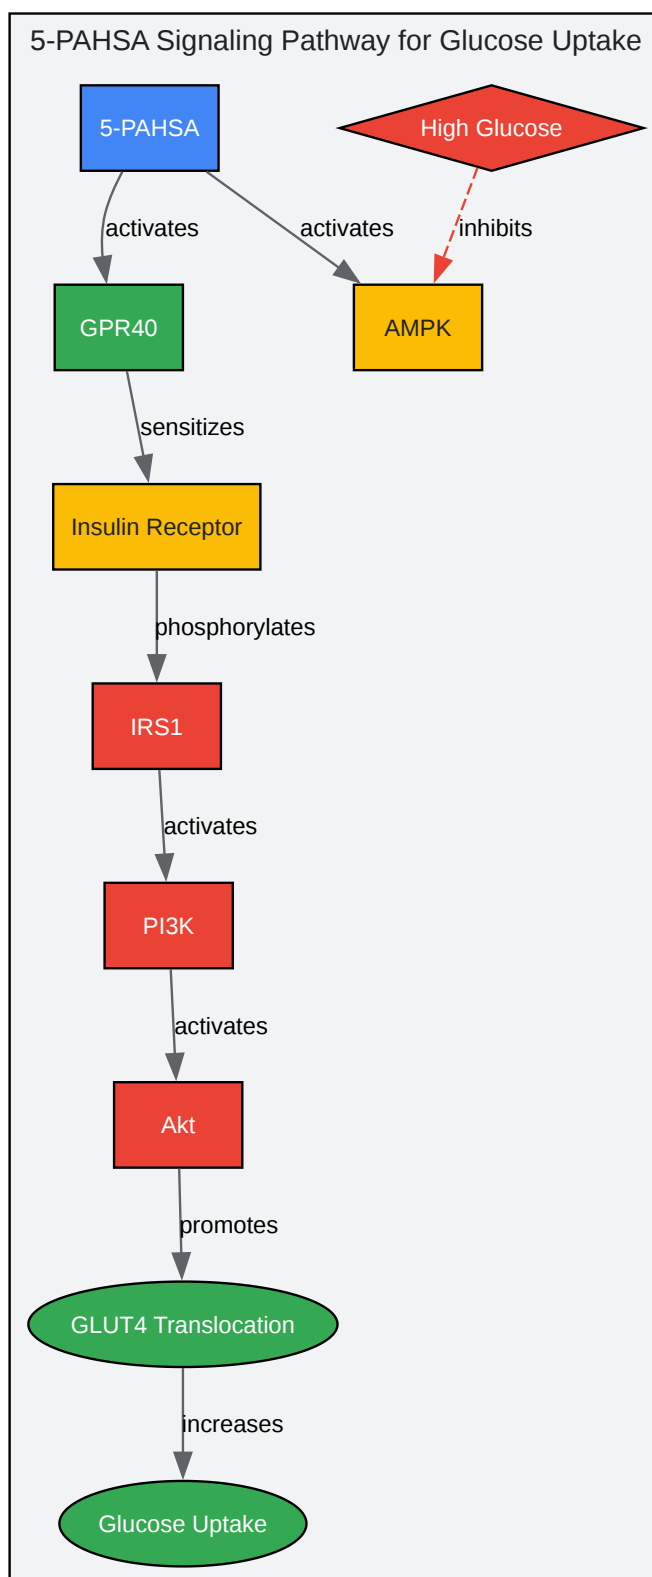 5-PAHSA Signaling Pathway for Glucose Uptake
5-PAHSA
High Glucose
activates
activates
inhibits
GPR40
AMPK
sensitizes
Insulin Receptor
phosphorylates
IRS1
activates
PI3K
activates
Akt
promotes
GLUT4 Translocation
increases
Glucose Uptake